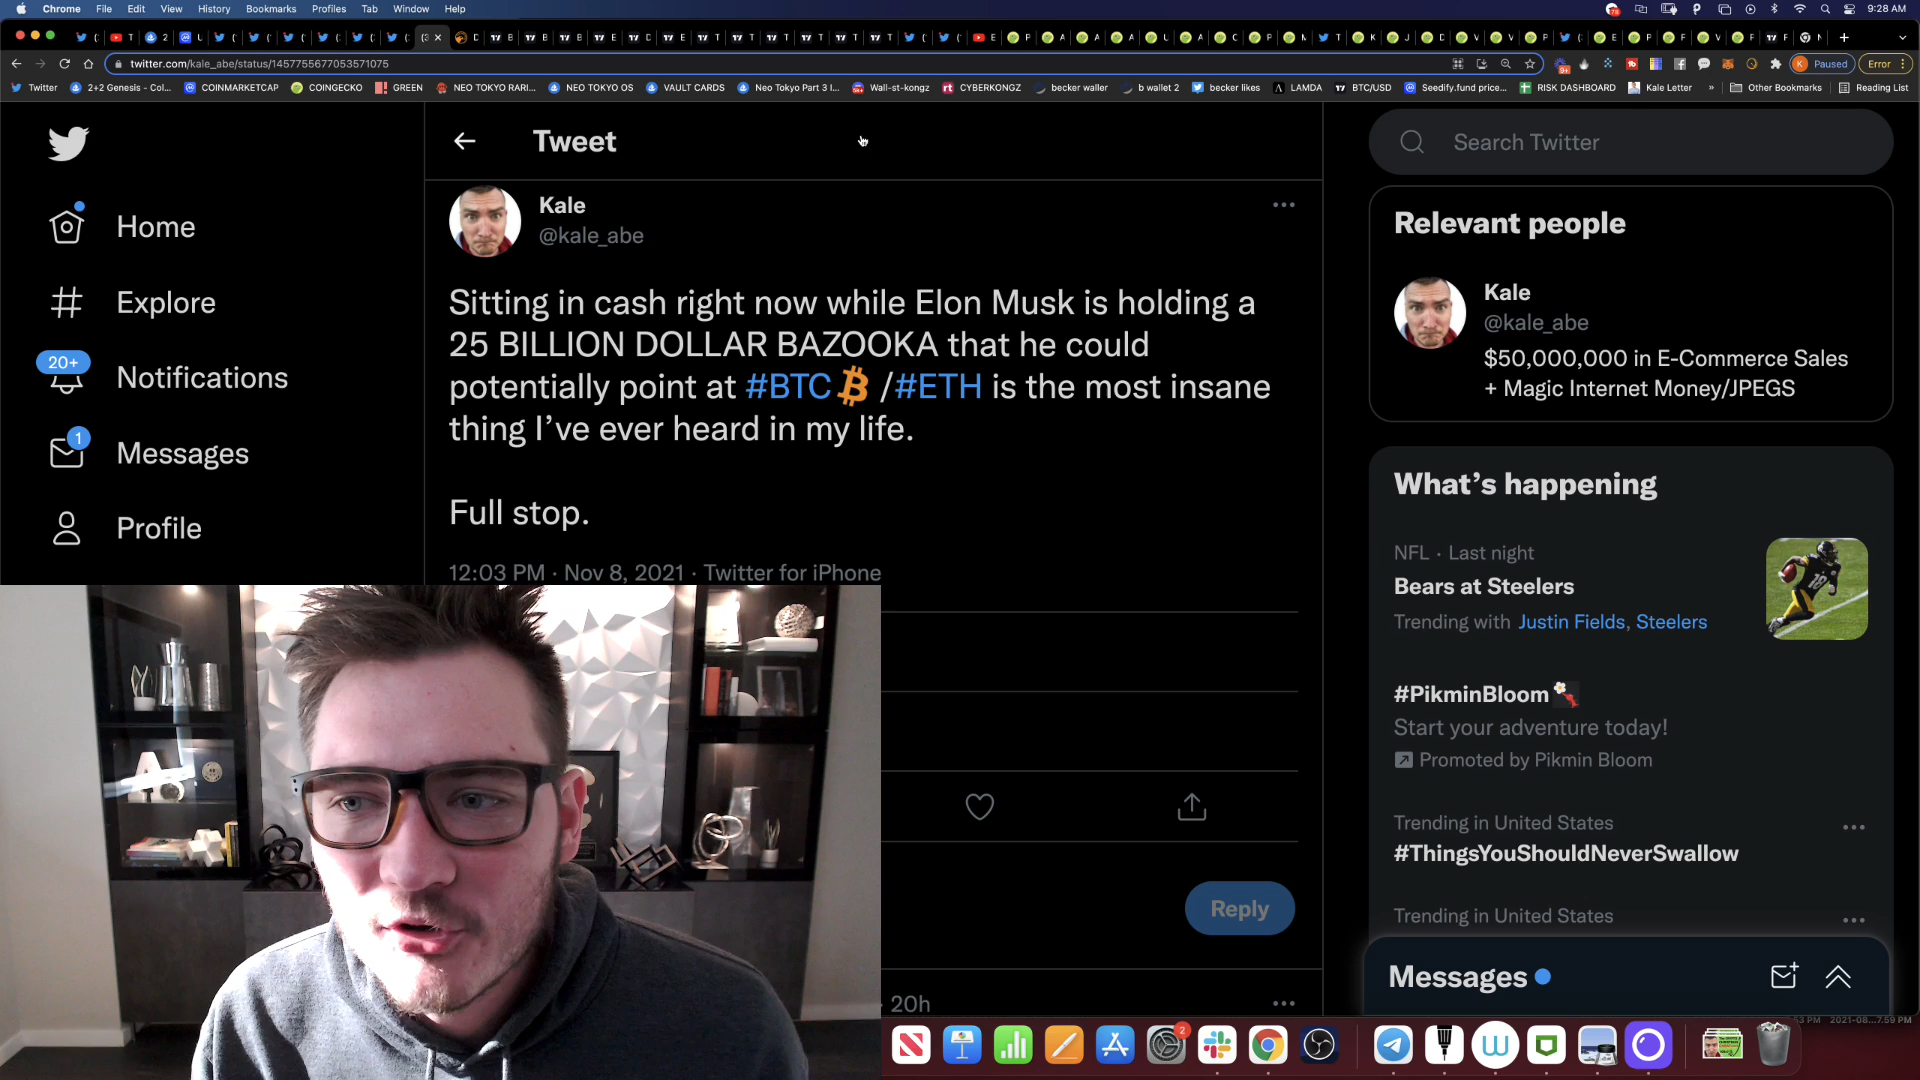 Chrome File Edit View History Bookmarks Profiles Tab Window Help 9:28 AM
twitter.com/kale_abe/status/1457755677053571075
Paused Error
Twitter 2+2 Genesis - Col... COINMARKETCAP COINGECKO GREEN NEO TOKYO RARI... NEO TOKYO OS VAULT CARDS Neo Tokyo Part 3 I... Wall-st-kongz CYBERKONGZ becker waller b wallet 2 becker likes LAMDA BTC/USD Seedify.fund price... RISK DASHBOARD Kale Letter » Other Bookmarks Reading List
Tweet
Search Twitter
Home
Explore
20+
Notifications
1
Messages
Profile
Kale
@kale_abe
Sitting in cash right now while Elon Musk is holding a
25 BILLION DOLLAR BAZOOKA that he could
potentially point at #BTC /#ETH is the most insane
thing I've ever heard in my life.
Full stop.
12:03 PM · Nov 8, 2021 · Twitter for iPhone
Reply
· 20h
Relevant people
Kale
@kale_abe
$50,000,000 in E-Commerce Sales
+ Magic Internet Money/JPEGS
What's happening
NFL · Last night
Bears at Steelers
Trending with Justin Fields, Steelers
#PikminBloom
Start your adventure today!
Promoted by Pikmin Bloom
Trending in United States
#ThingsYouShouldNeverSwallow
Trending in United States
Messages
2